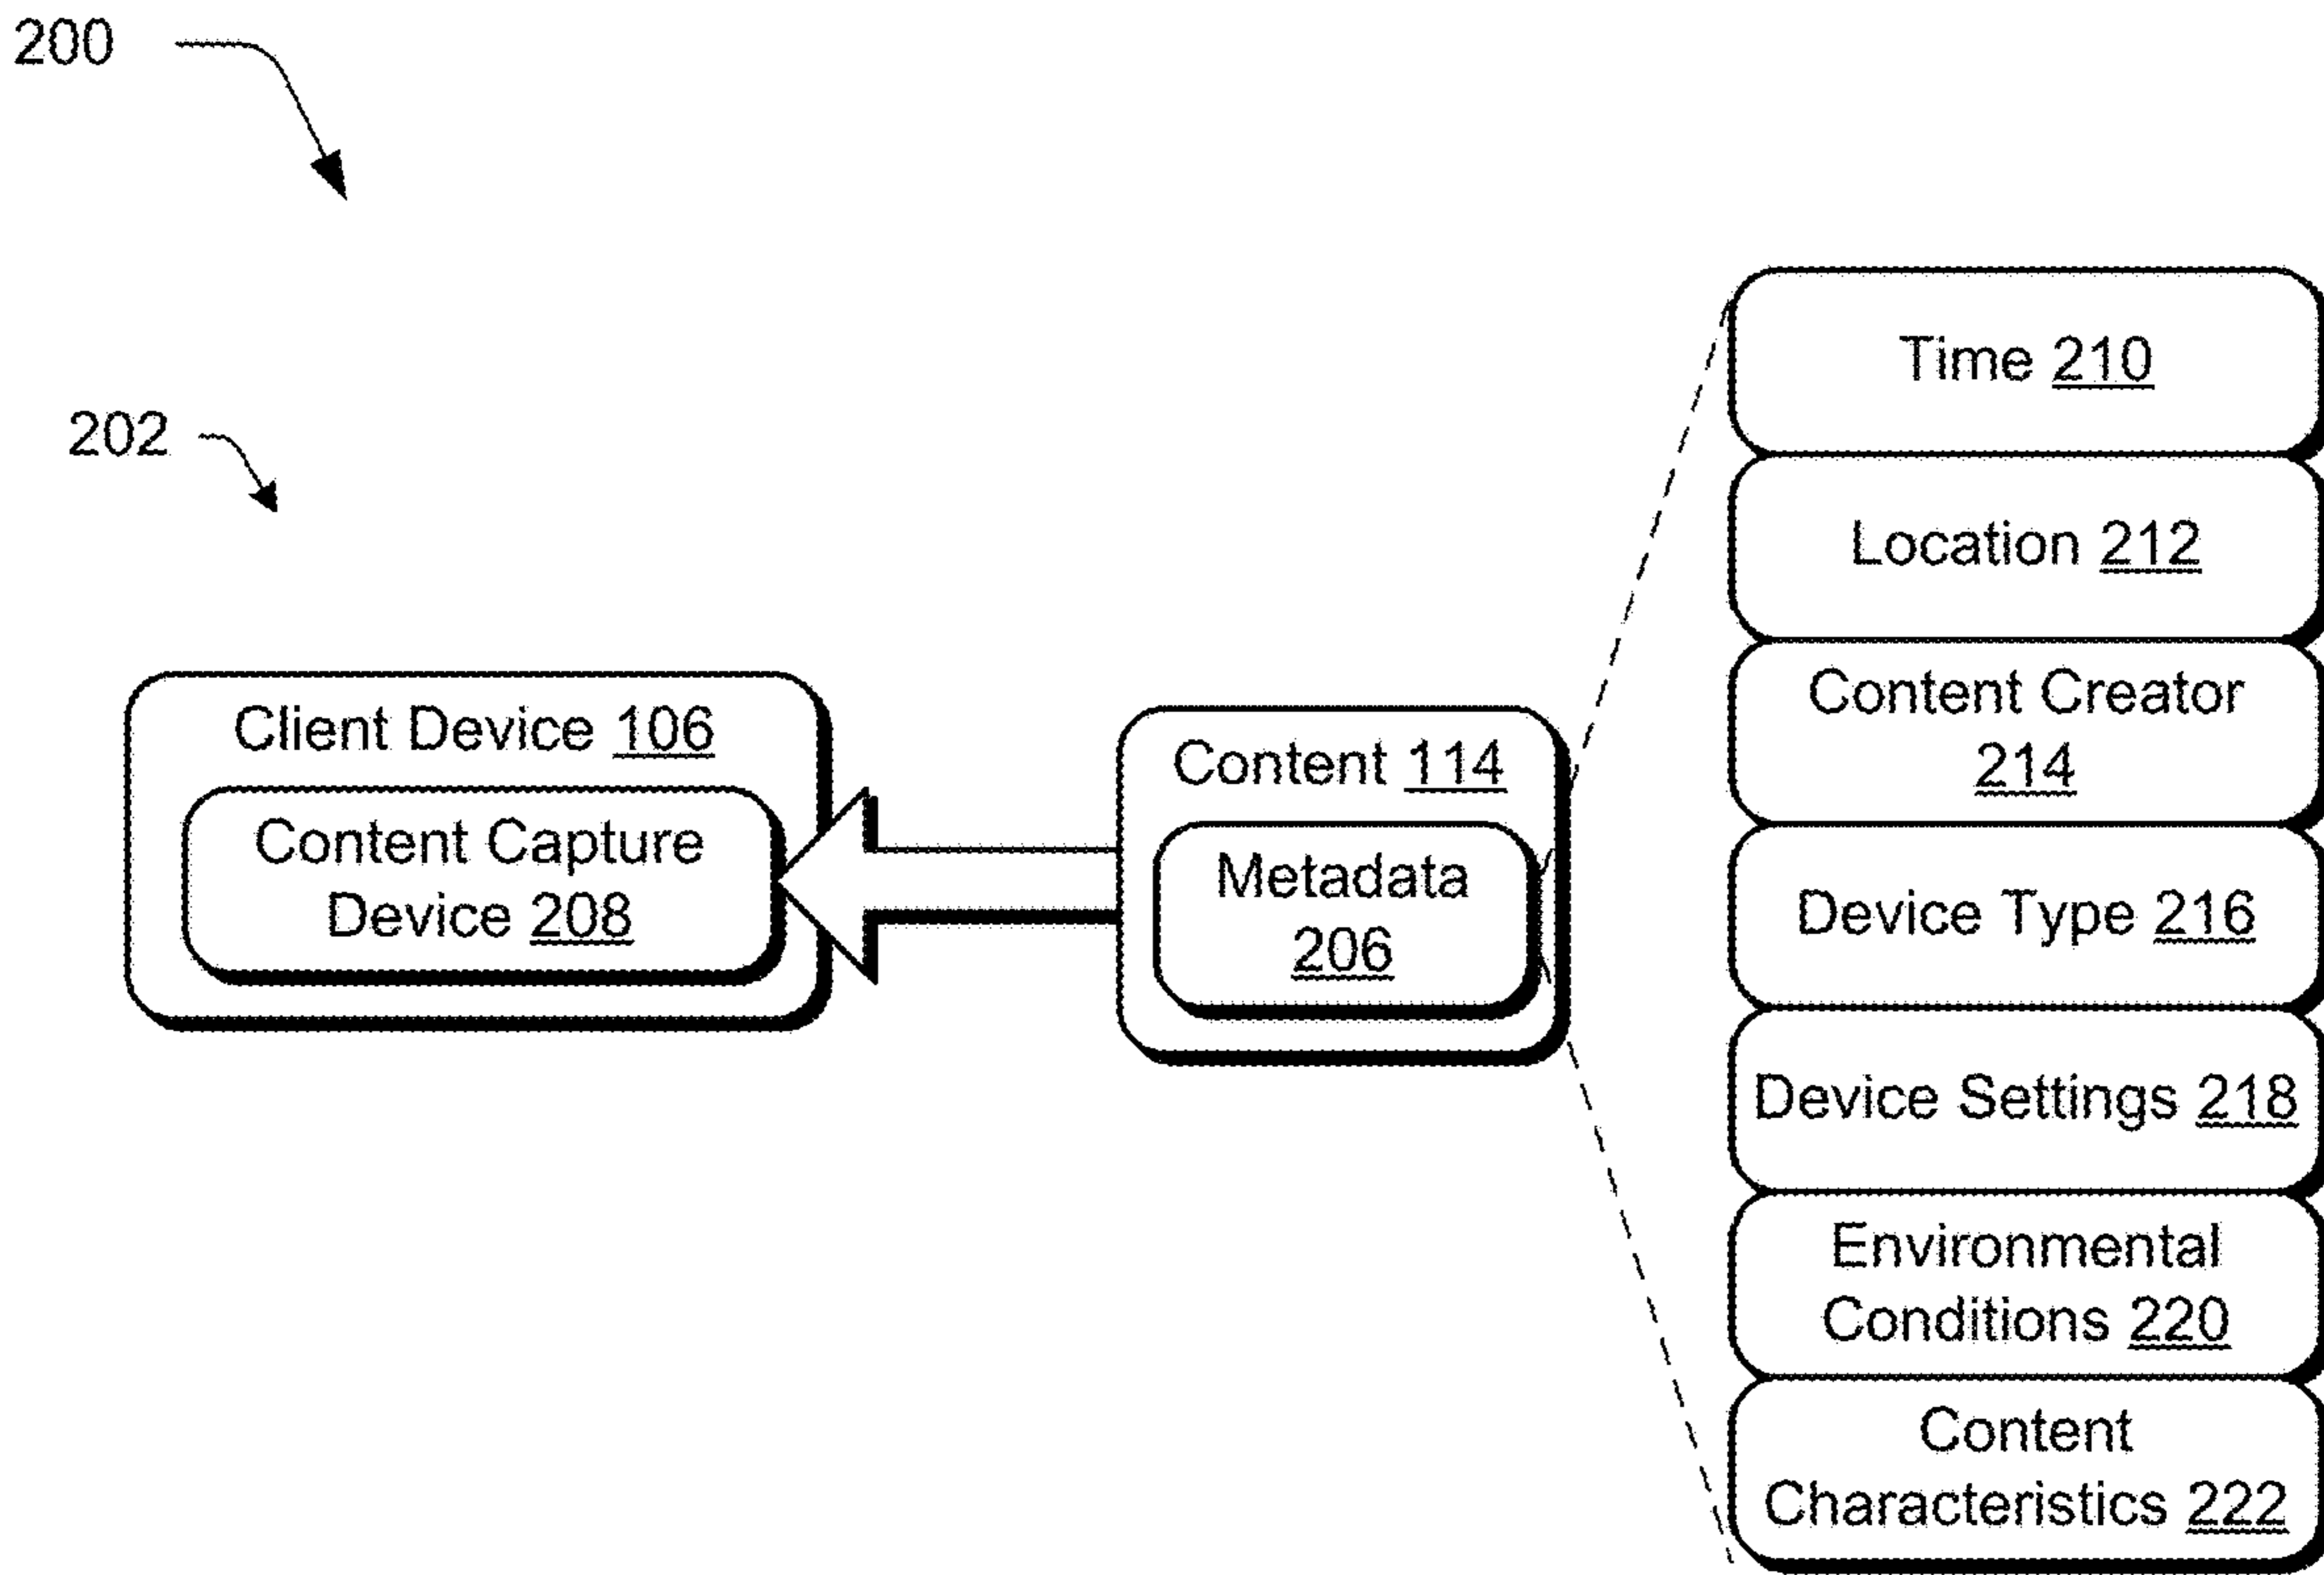 200
202
Client Device 106
Content Capture
Device 208
Content 114
Metadata
206
Time 210
Location 212
Content Creator
214
Device Type 216
Device Settings 218
Environmental
Conditions 220
Content
Characteristics 222